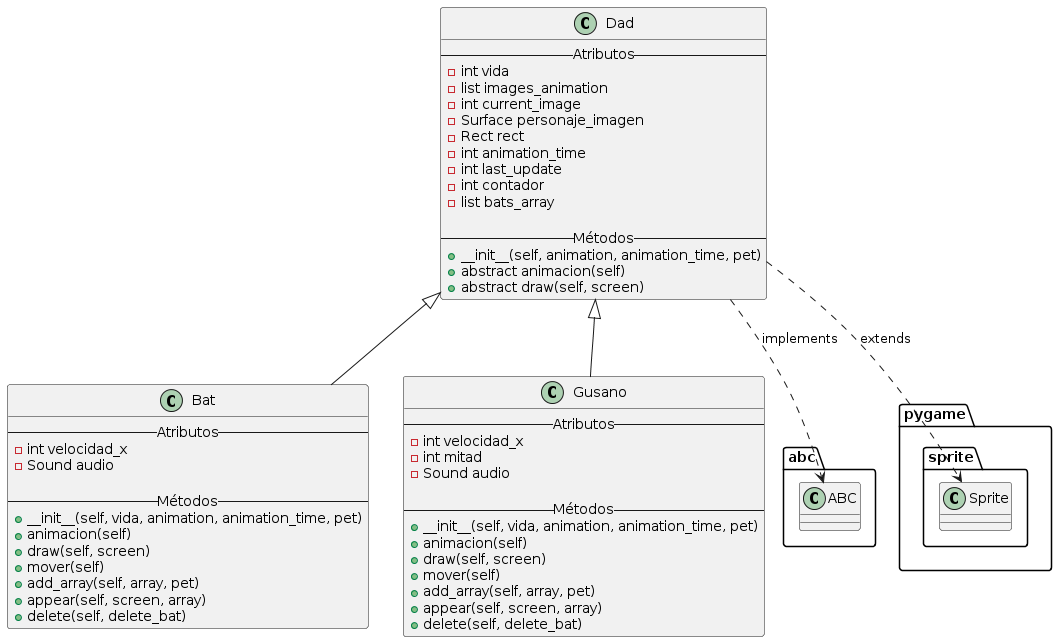 C Dad
Atributos
int vida
list images_animation
int current_image
Surface personaje_imagen
Rect rect
int animation_time
int last_update
int contador
list bats_array
Métodos
__init__(self, animation, animation_time, pet)
abstract animacion(self)
abstract draw(self, screen)
implements
extends
C Bat
Atributos
int velocidad_x
Sound audio
Métodos
__init__(self, vida, animation, animation_time, pet)
animacion(self)
draw(self, screen)
mover(self)
add_array(self, array, pet)
appear(self, screen, array)
delete(self, delete_bat)
C Gusano
Atributos
int velocidad_x
int mitad
Sound audio
Métodos
__init__(self, vida, animation, animation_time, pet)
animacion(self)
draw(self, screen)
mover(self)
add_array(self, array, pet)
appear(self, screen, array)
delete(self, delete_bat)
abc
C ABC
pygame
sprite
C Sprite